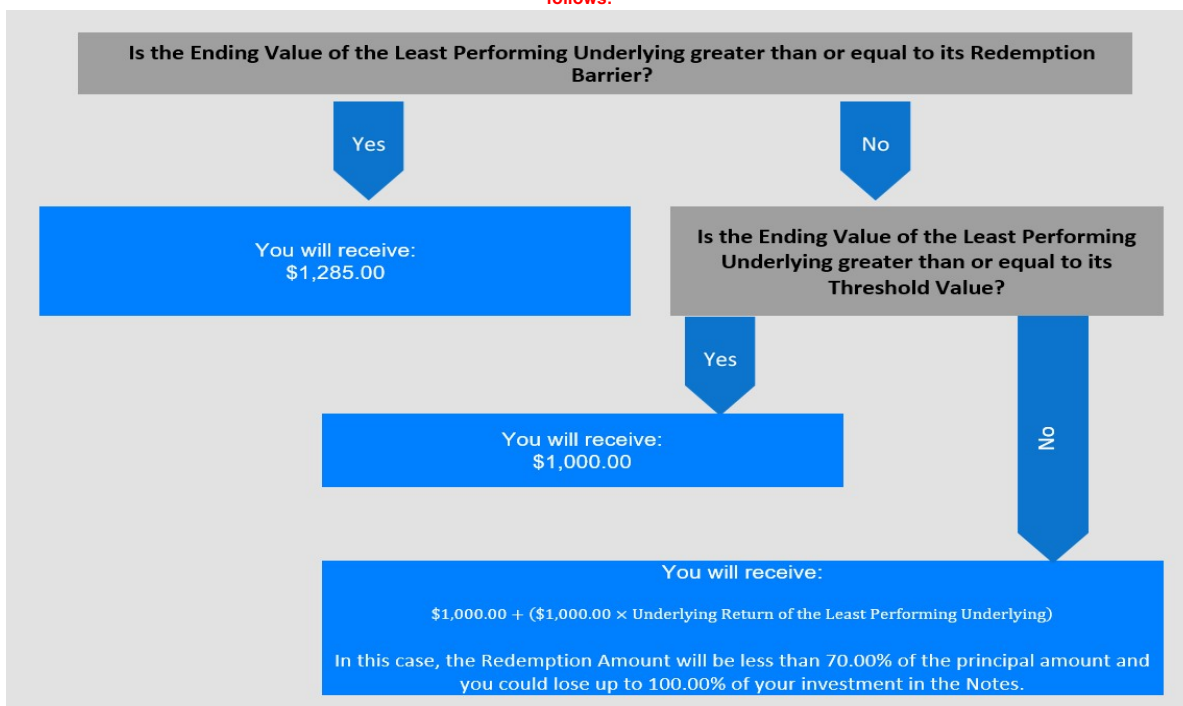 follows:
Is the Ending Value of the Least Performing Underlying greater than or equal to its Redemption
Barrier?
Yes
No
You will receive:
$1,285.00
Is the Ending Value of the Least Performing
Underlying greater than or equal to its
Threshold Value?
Yes
No
You will receive:
$1,000.00
You will receive:
$1,000.00 + ($1,000.00 × Underlying Return of the Least Performing Underlying)
In this case, the Redemption Amount will be less than 70.00% of the principal amount and
you could lose up to 100.00% of your investment in the Notes.